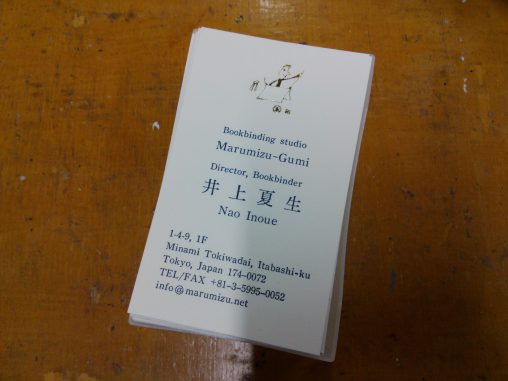 Bookbinding studio
Marumizu-Gumi
Director, Bookbinder
井上夏生
Nao Inoue
1-4-9, 1F
Minami Tokiwadai, Itabashi-ku
Tokyo, Japan 174-0072
TEL/FAX +81-3-5995-0052
info@marumizu.net